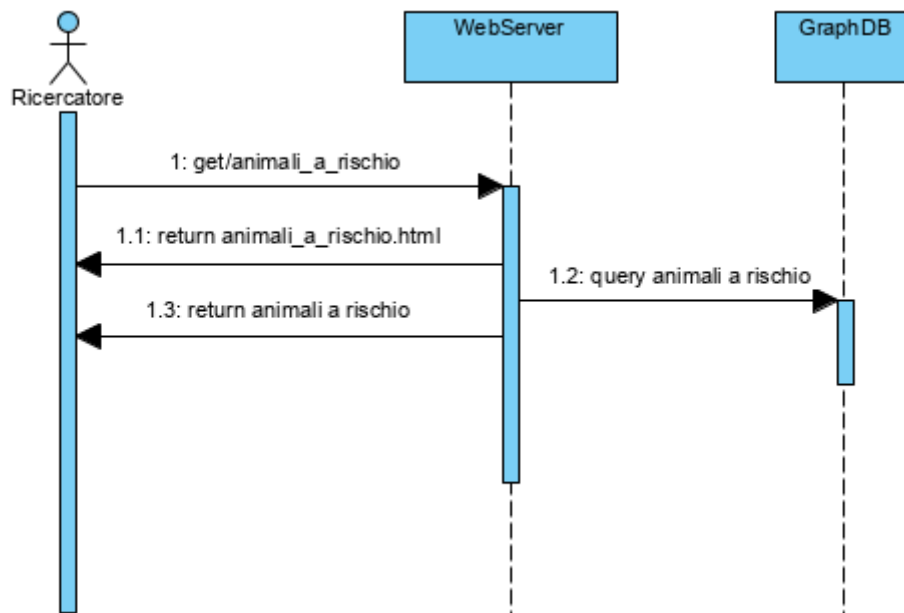 WebServer
GraphDB
Ricercatore
1: get/animali_a_rischio
1.1: return animali_a_rischio.html
1.2: query animali a rischio
1.3: return animali a rischio